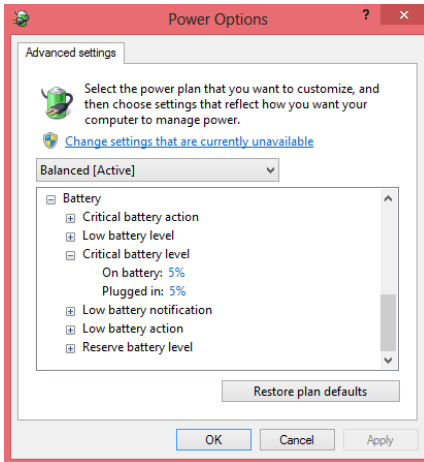 Power Options
?
×
Advanced settings
Select the power plan that you want to customize, and
then choose settings that reflect how you want your
computer to manage power.
Change settings that are currently unavailable
Balanced [Active]
Battery
Critical battery action
Low battery level
Critical battery level
On battery: 5%
Plugged in: 5%
Low battery notification
Low battery action
Reserve battery level
Restore plan defaults
OK Cancel Apply